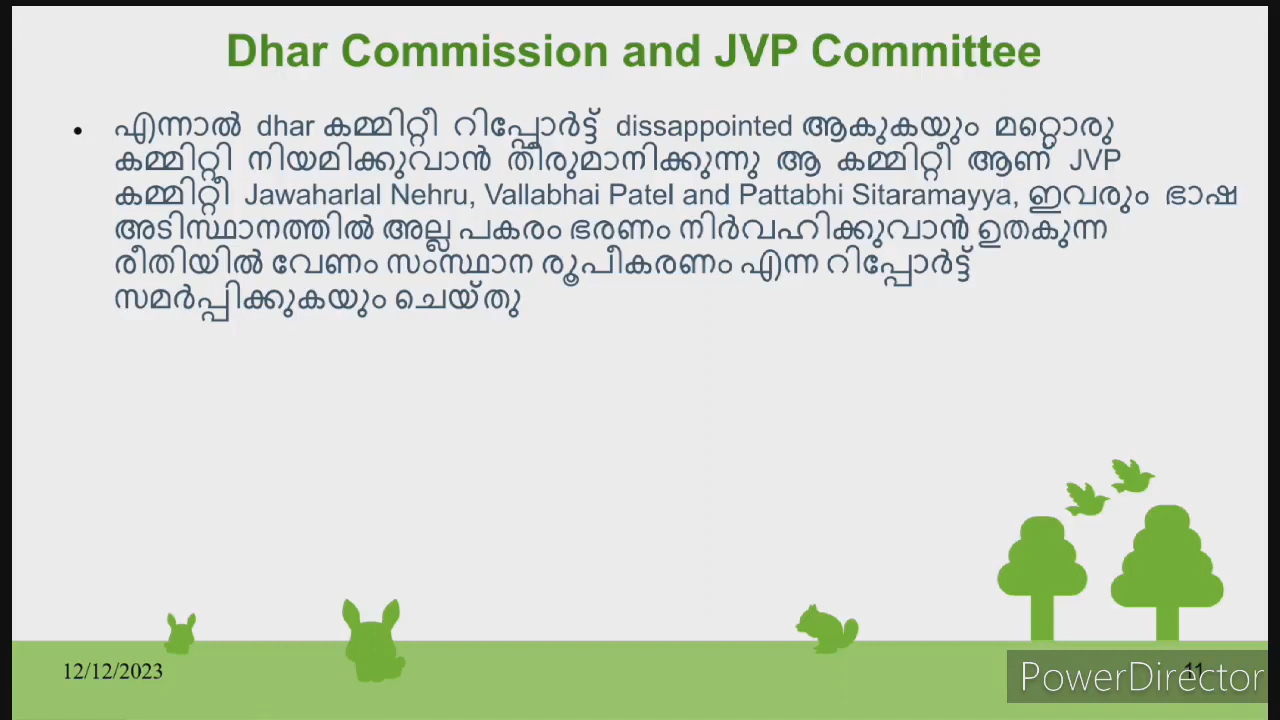 Dhar Commission and JVP Committee
• എന്നാൽ dhar കമ്മിറ്റീ റിപ്പോർട്ട് dissappointed ആകുകയും മറ്റൊരു
കമ്മിറ്റി നിയമിക്കുവാൻ തീരുമാനിക്കുന്നു ആ കമ്മിറ്റീ ആണ് JVP
കമ്മിറ്റീ Jawaharlal Nehru, Vallabhai Patel and Pattabhi Sitaramayya, ഇവരും ഭാഷ
അടിസ്ഥാനത്തിൽ അല്ല പകരം ഭരണം നിർവഹിക്കുവാൻ ഉതകുന്ന
രീതിയിൽ വേണം സംസ്ഥാന രൂപീകരണം എന്ന റിപ്പോർട്ട്
സമർപ്പിക്കുകയും ചെയ്തു
12/12/2023
11
PowerDirector